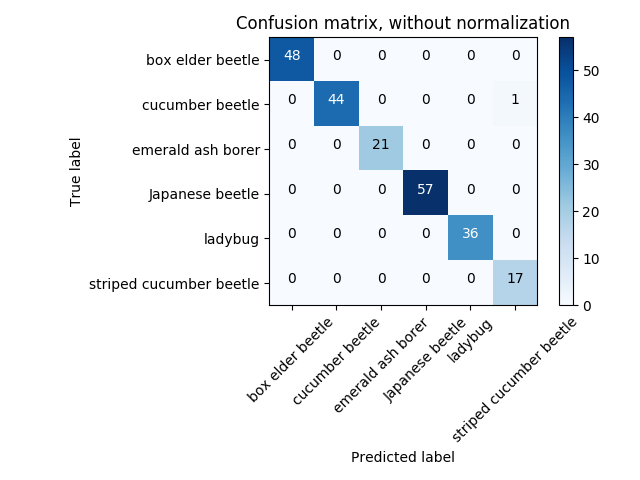 Confusion matrix, without normalization
True label
box elder beetle 48 0 0 0 0 0
cucumber beetle 0 44 0 0 0 1
emerald ash borer 0 0 21 0 0 0
Japanese beetle 0 0 0 57 0 0
ladybug 0 0 0 0 36 0
striped cucumber beetle 0 0 0 0 0 17
box elder beetle
cucumber beetle
emerald ash borer
Japanese beetle
ladybug
striped cucumber beetle
Predicted label
50
40
30
20
10
0